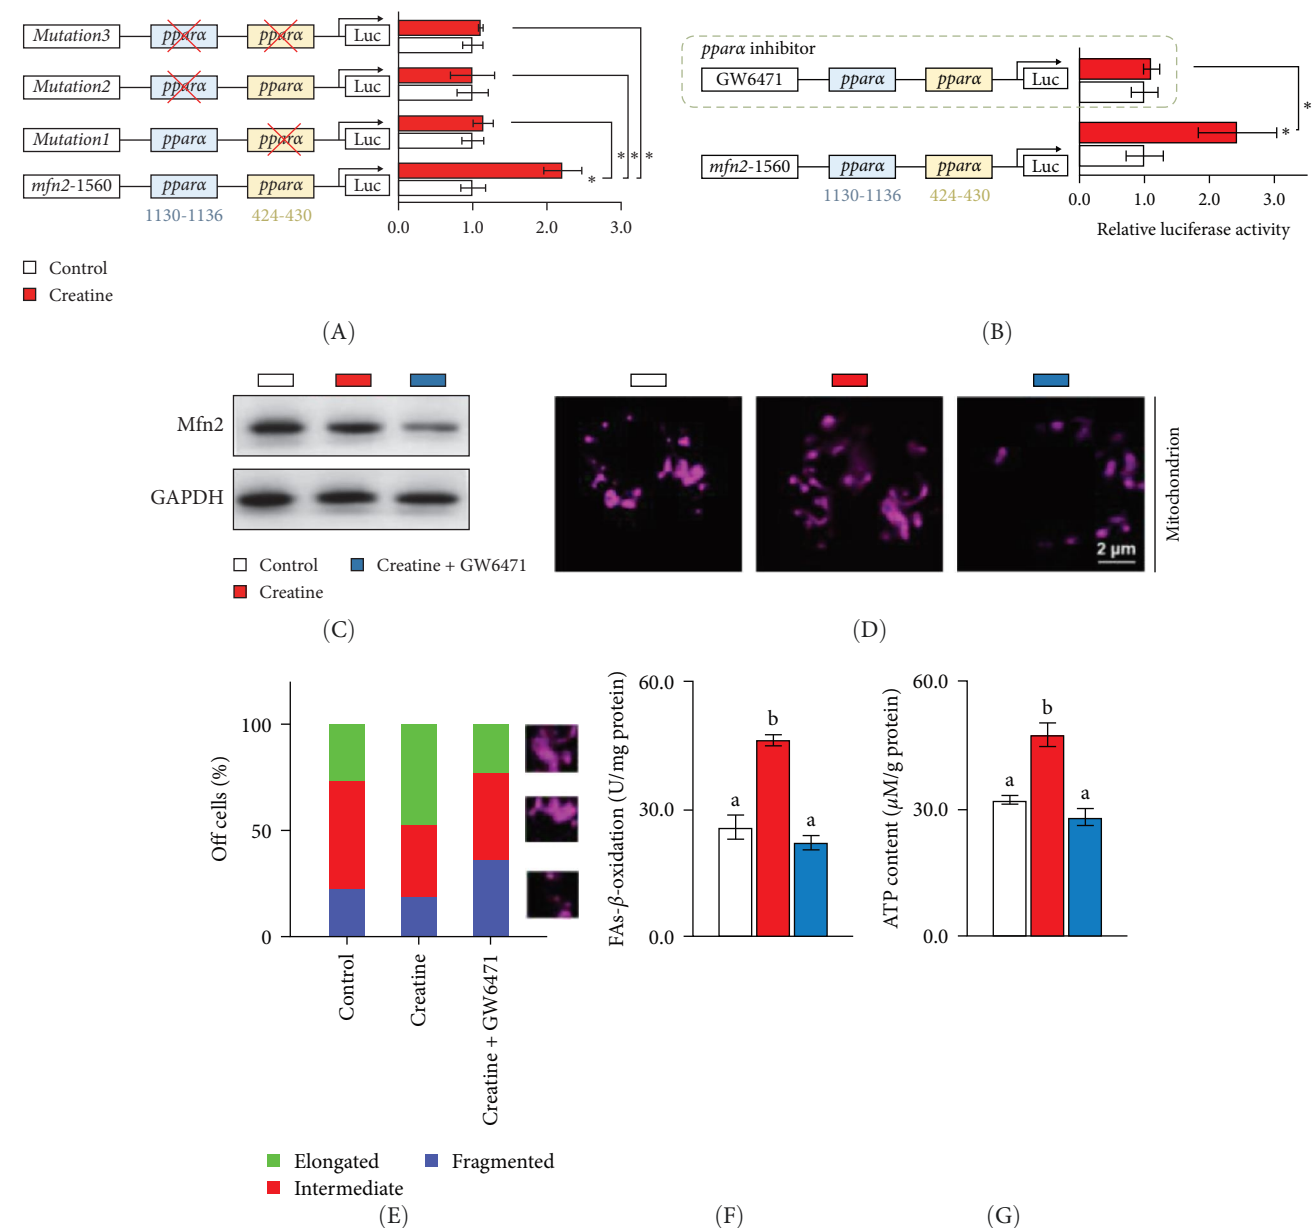 Mutation3 pparα pparα Luc
Mutation2 pparα pparα Luc
Mutation1 pparα pparα Luc
mfn2-1560 pparα pparα Luc
1130-1136 424-430
* * * *
0.0 1.0 2.0 3.0
Control
Creatine
(A)
pparα inhibitor
GW6471 pparα pparα Luc
mfn2-1560 pparα pparα Luc
1130-1136 424-430
* *
0.0 1.0 2.0 3.0
Relative luciferase activity
(B)
Mfn2
GAPDH
Control Creatine + GW6471
Creatine
(C)
Mitochondrion
2 μm
(D)
Off cells (%)
100
50
0
Control
Creatine
Creatine + GW6471
Elongated Fragmented
Intermediate
(E)
FAs-β-oxidation (U/mg protein)
60.0
30.0
0.0
a b a
(F)
ATP content (μM/g protein)
60.0
30.0
0.0
a b a
(G)